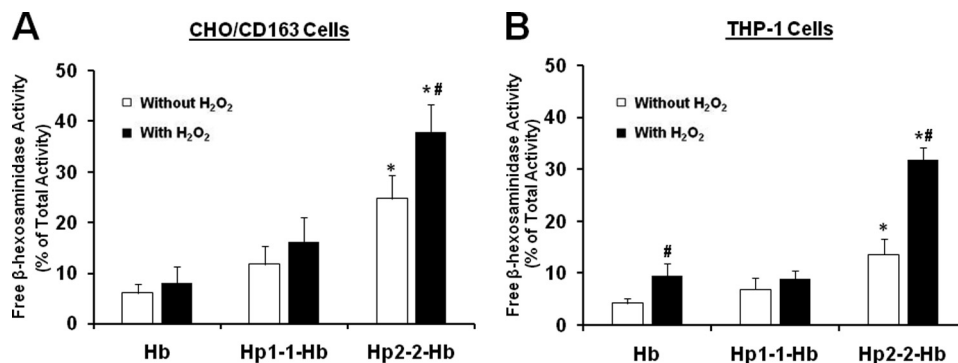 A
CHO/CD163 Cells
Free β-hexosaminidase Activity
(% of Total Activity)
50
40
30
20
10
0
Without H₂O₂
With H₂O₂
*
*#
Hb
Hp1-1-Hb
Hp2-2-Hb
B
THP-1 Cells
Free β-hexosaminidase Activity
(% of Total Activity)
50
40
30
20
10
0
Without H₂O₂
With H₂O₂
#
*
*#
Hb
Hp1-1-Hb
Hp2-2-Hb